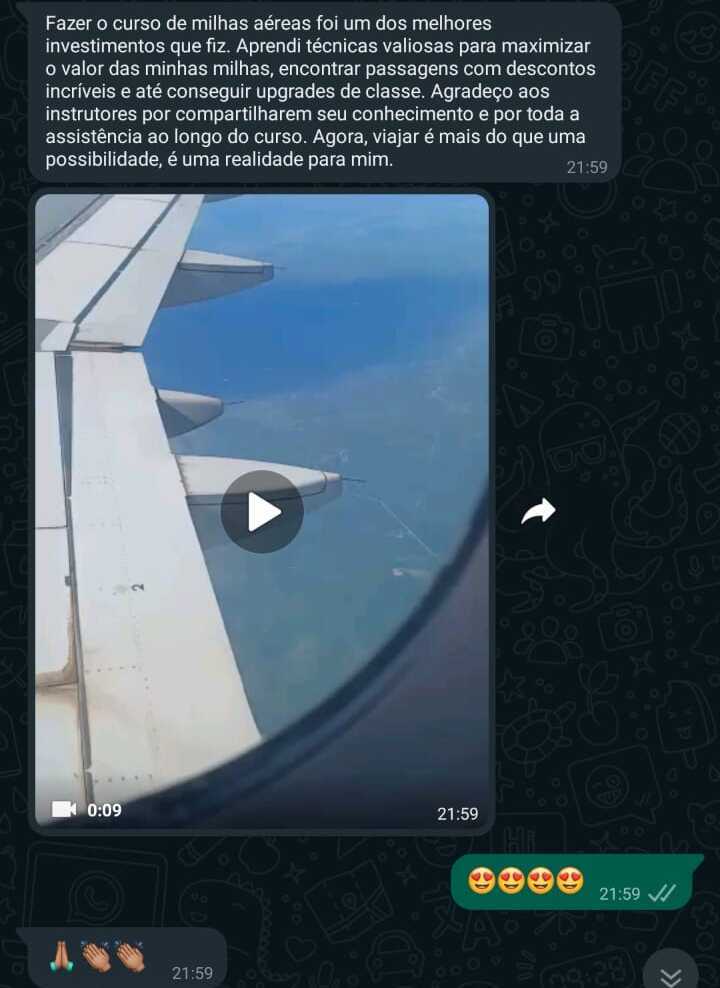 Fazer o curso de milhas aéreas foi um dos melhores
investimentos que fiz. Aprendi técnicas valiosas para maximizar
o valor das minhas milhas, encontrar passagens com descontos
incríveis e até conseguir upgrades de classe. Agradeço aos
instrutores por compartilharem seu conhecimento e por toda a
assistência ao longo do curso. Agora, viajar é mais do que uma
possibilidade, é uma realidade para mim.
21:59
2
0:09
21:59
😍😍😍😍 21:59
🙏🏽👏🏽👏🏽 21:59